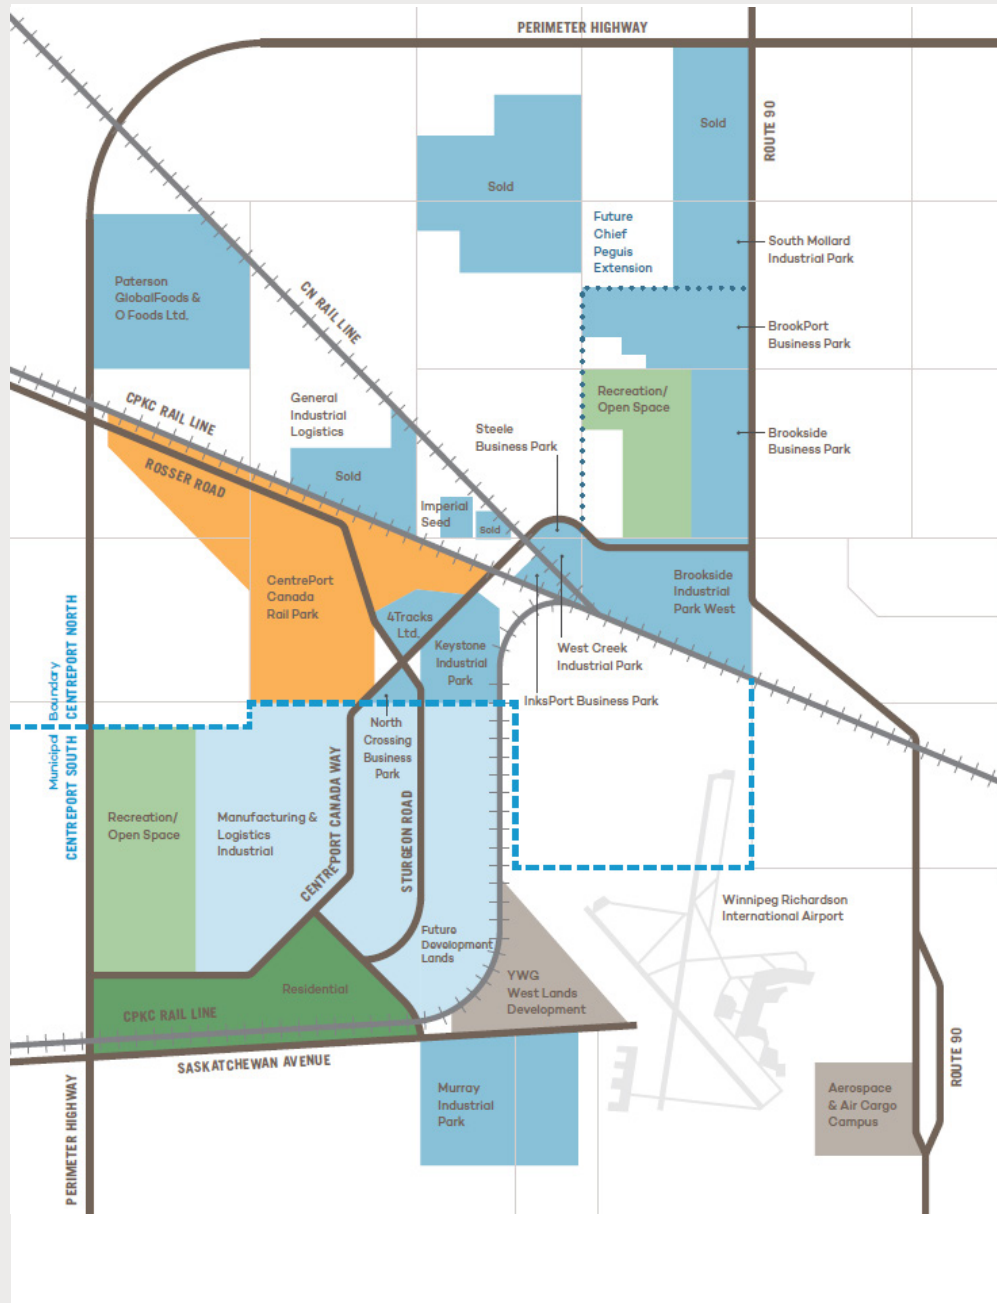 PERIMETER HIGHWAY
Sold
ROUTE 90
Sold
Future
Chief
Peguis
Extension
South Mollard
Industrial Park
Paterson
GlobalFoods &
O Foods Ltd.
CN RAIL LINE
BrookPort
Business Park
CPKC RAIL LINE
General
Industrial
Logistics
Recreation/
Open Space
Steele
Business Park
Brookside
Business Park
ROSSER ROAD
Sold
Imperial
Seed
Sold
CentrePort
Canada
Rail Park
Brookside
Industrial
Park West
4Tracks
Ltd.
Keystone
Industrial
Park
West Creek
Industrial Park
InksPort Business Park
Municipal Boundary
CENTREPORT SOUTH
CENTREPORT NORTH
North
Crossing
Business
Park
CENTREPORT CANADA WAY
STURGEON ROAD
Recreation/
Open Space
Manufacturing &
Logistics
Industrial
Winnipeg Richardson
International Airport
Future
Development
Lands
YWG
West Lands
Development
Residential
CPKC RAIL LINE
SASKATCHEWAN AVENUE
ROUTE 90
PERIMETER HIGHWAY
Murray
Industrial
Park
Aerospace
& Air Cargo
Campus